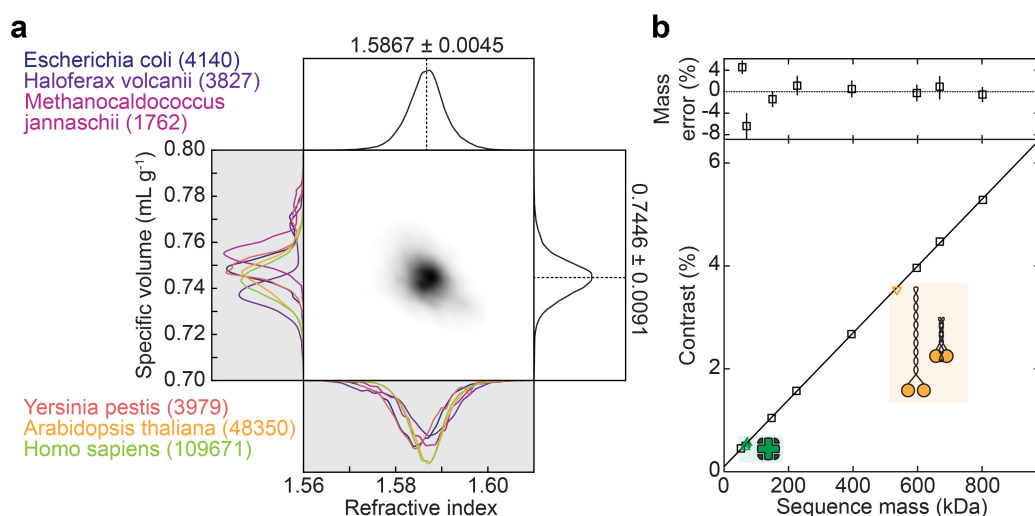 a
1.5867 ± 0.0045
Escherichia coli (4140)
Haloferax volcanii (3827)
Methanocaldococcus
jannaschii (1762)
0.80
0.78
0.76
0.74
0.72
0.70
Specific volume (mL g⁻¹)
0.7446 ± 0.0091
Yersinia pestis (3979)
Arabidopsis thaliana (48350)
Homo sapiens (109671)
1.56
1.58
1.60
Refractive index
b
4
0
-4
-8
Mass
error (%)
6
4
2
0
Contrast (%)
0
200
400
600
800
Sequence mass (kDa)